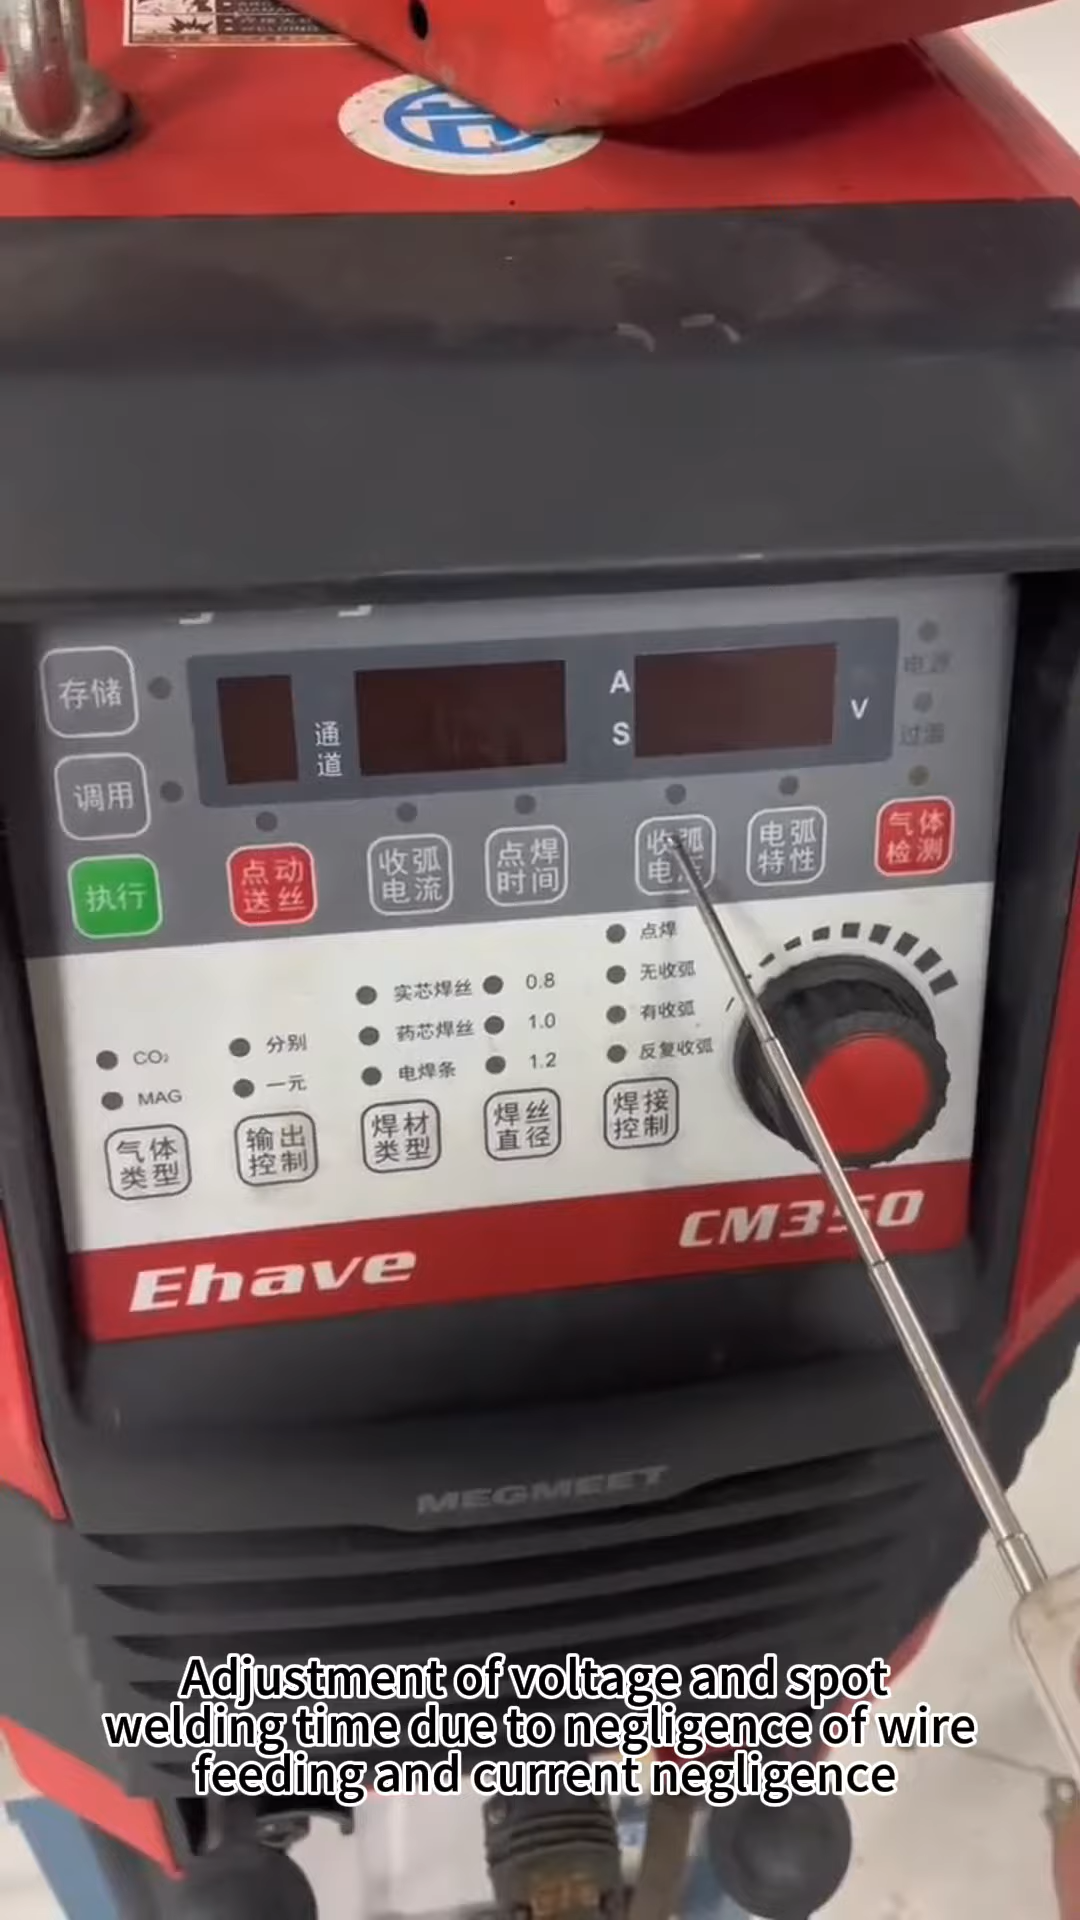 WELDING
存储
调用
执行
通道
A
S
V
电源
过温
点动送丝
收弧电流
点焊时间
收弧电压
电弧特性
气体检测
CO₂
MAG
气体类型
分别
一元
输出控制
实芯焊丝
药芯焊丝
电焊条
焊材类型
0.8
1.0
1.2
焊丝直径
点焊
无收弧
有收弧
反复收弧
焊接控制
Ehave
CM350
MEGMEET
Adjustment of voltage and spot
welding time due to negligence of wire
feeding and current negligence